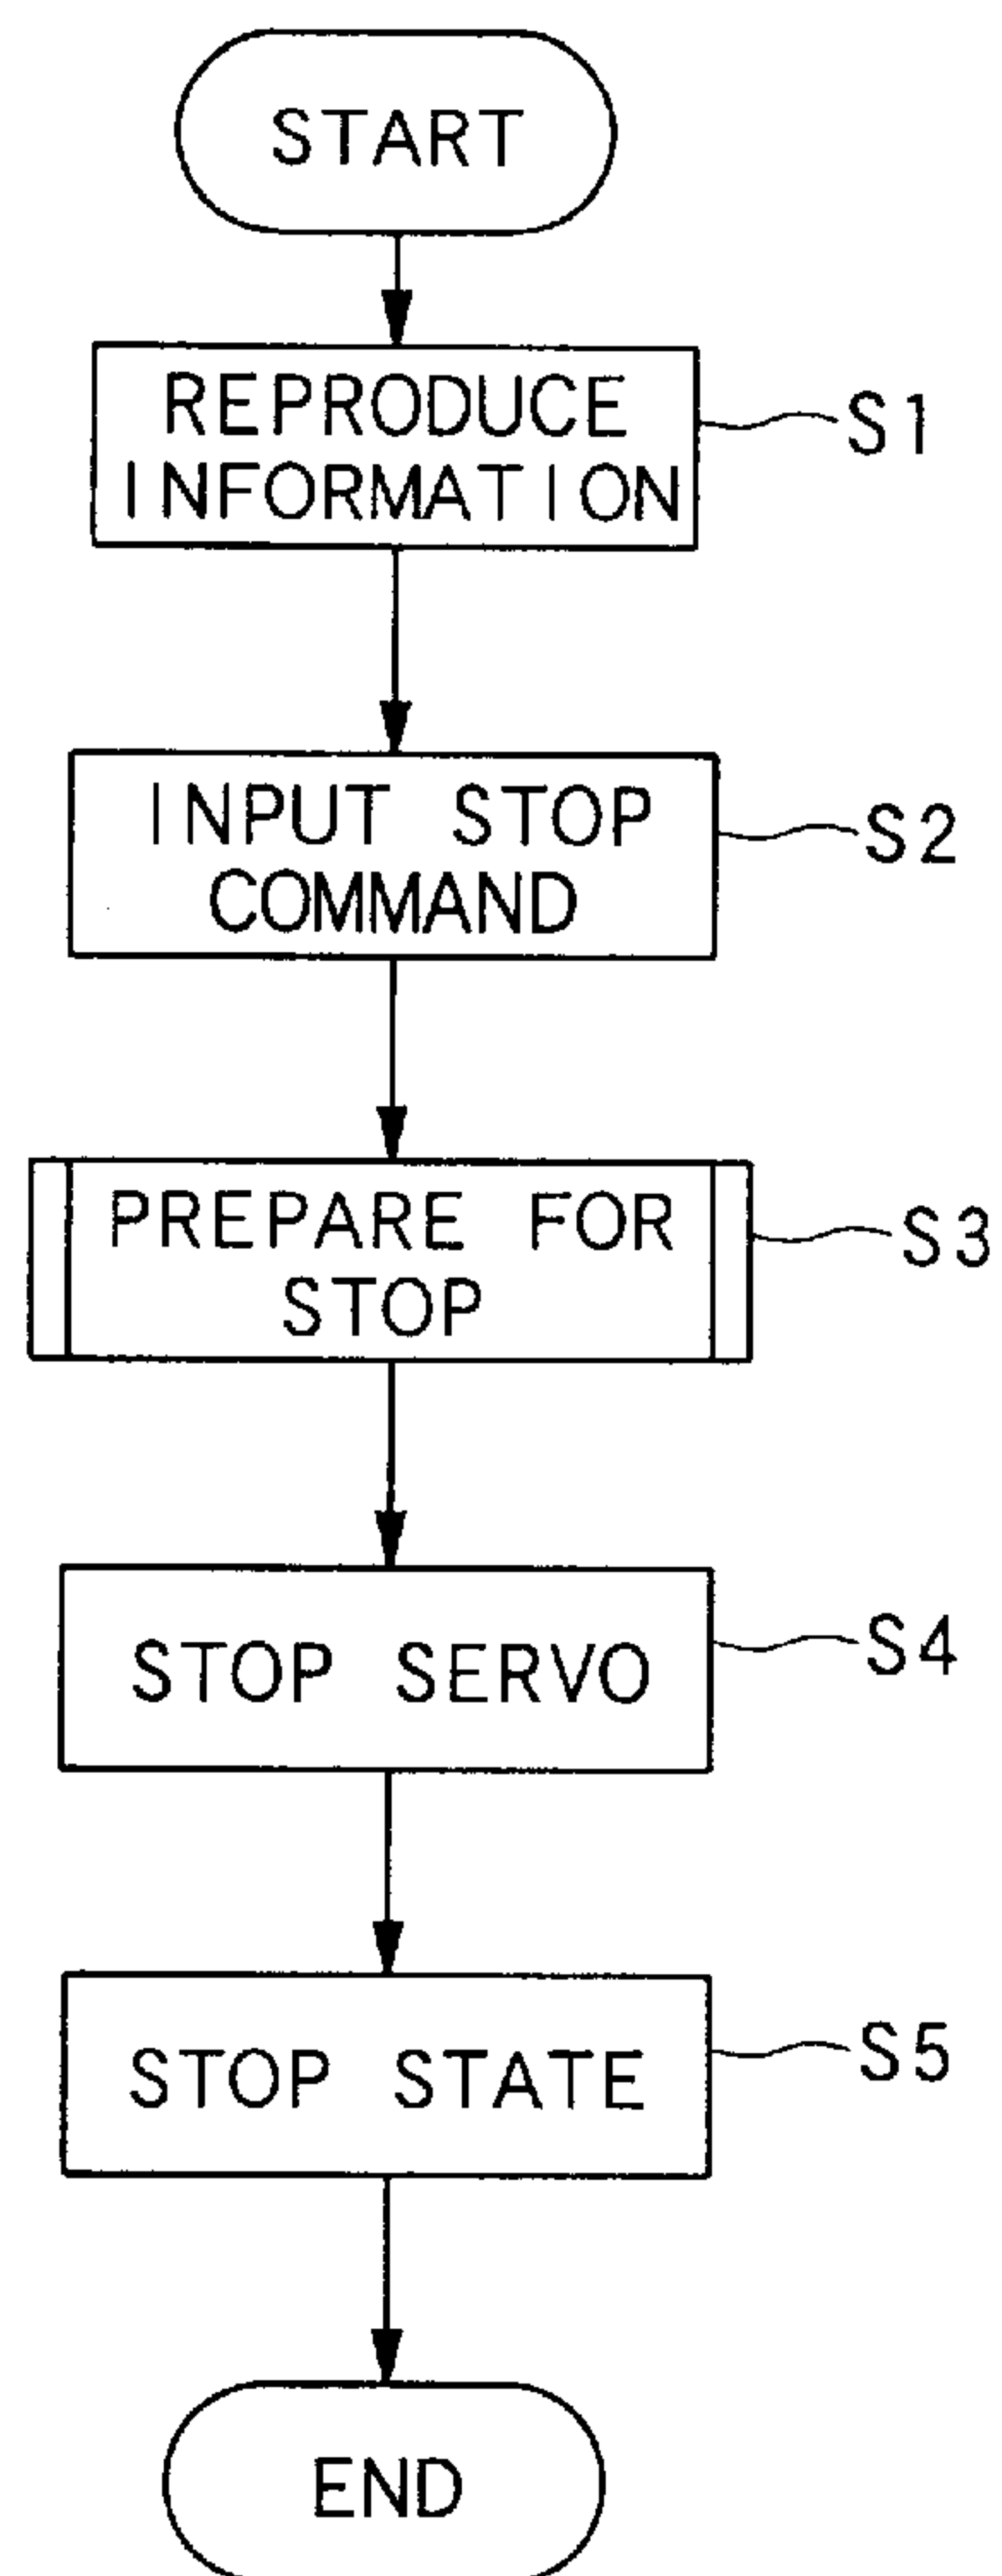 START
REPRODUCE
INFORMATION
S1
INPUT STOP
COMMAND
S2
PREPARE FOR
STOP
S3
STOP SERVO
S4
STOP STATE
S5
END